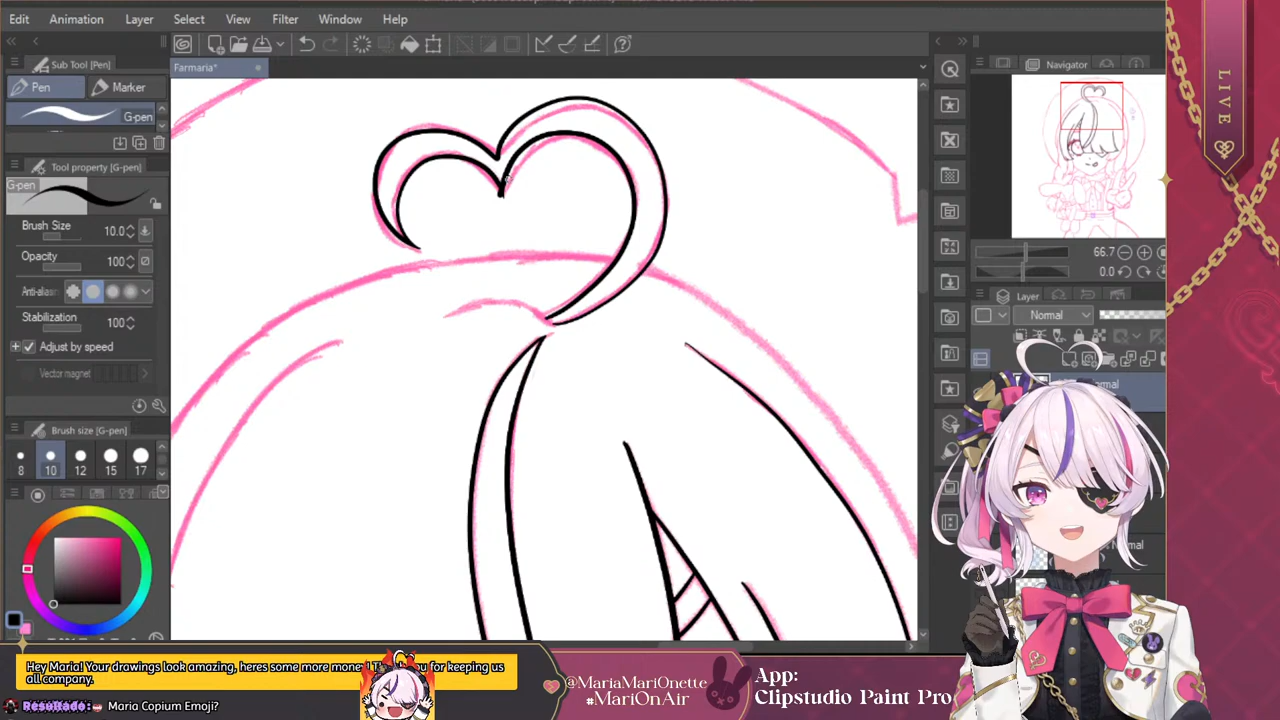 Edit Animation Layer Select View Filter Window Help
Sub Tool [Pen]
Farmaria*
Navigator
Pen Marker
G-pen
Tool property [G-pen]
G-pen
Brush Size 10.0
Opacity 100
66.7
0.0
Anti-alias
Layer
Stabilization 100
Normal
Adjust by speed
Vector magnet
Brush size [G-pen]
8 10 12 15 17
LIVE
Hey Maria! Your drawings look amazing, heres some more money! for keeping us
all company.
Resultado: Maria Copium Emoji?
@MariaMariOnette
#MariOnAir
App:
Clipstudio Paint Pro